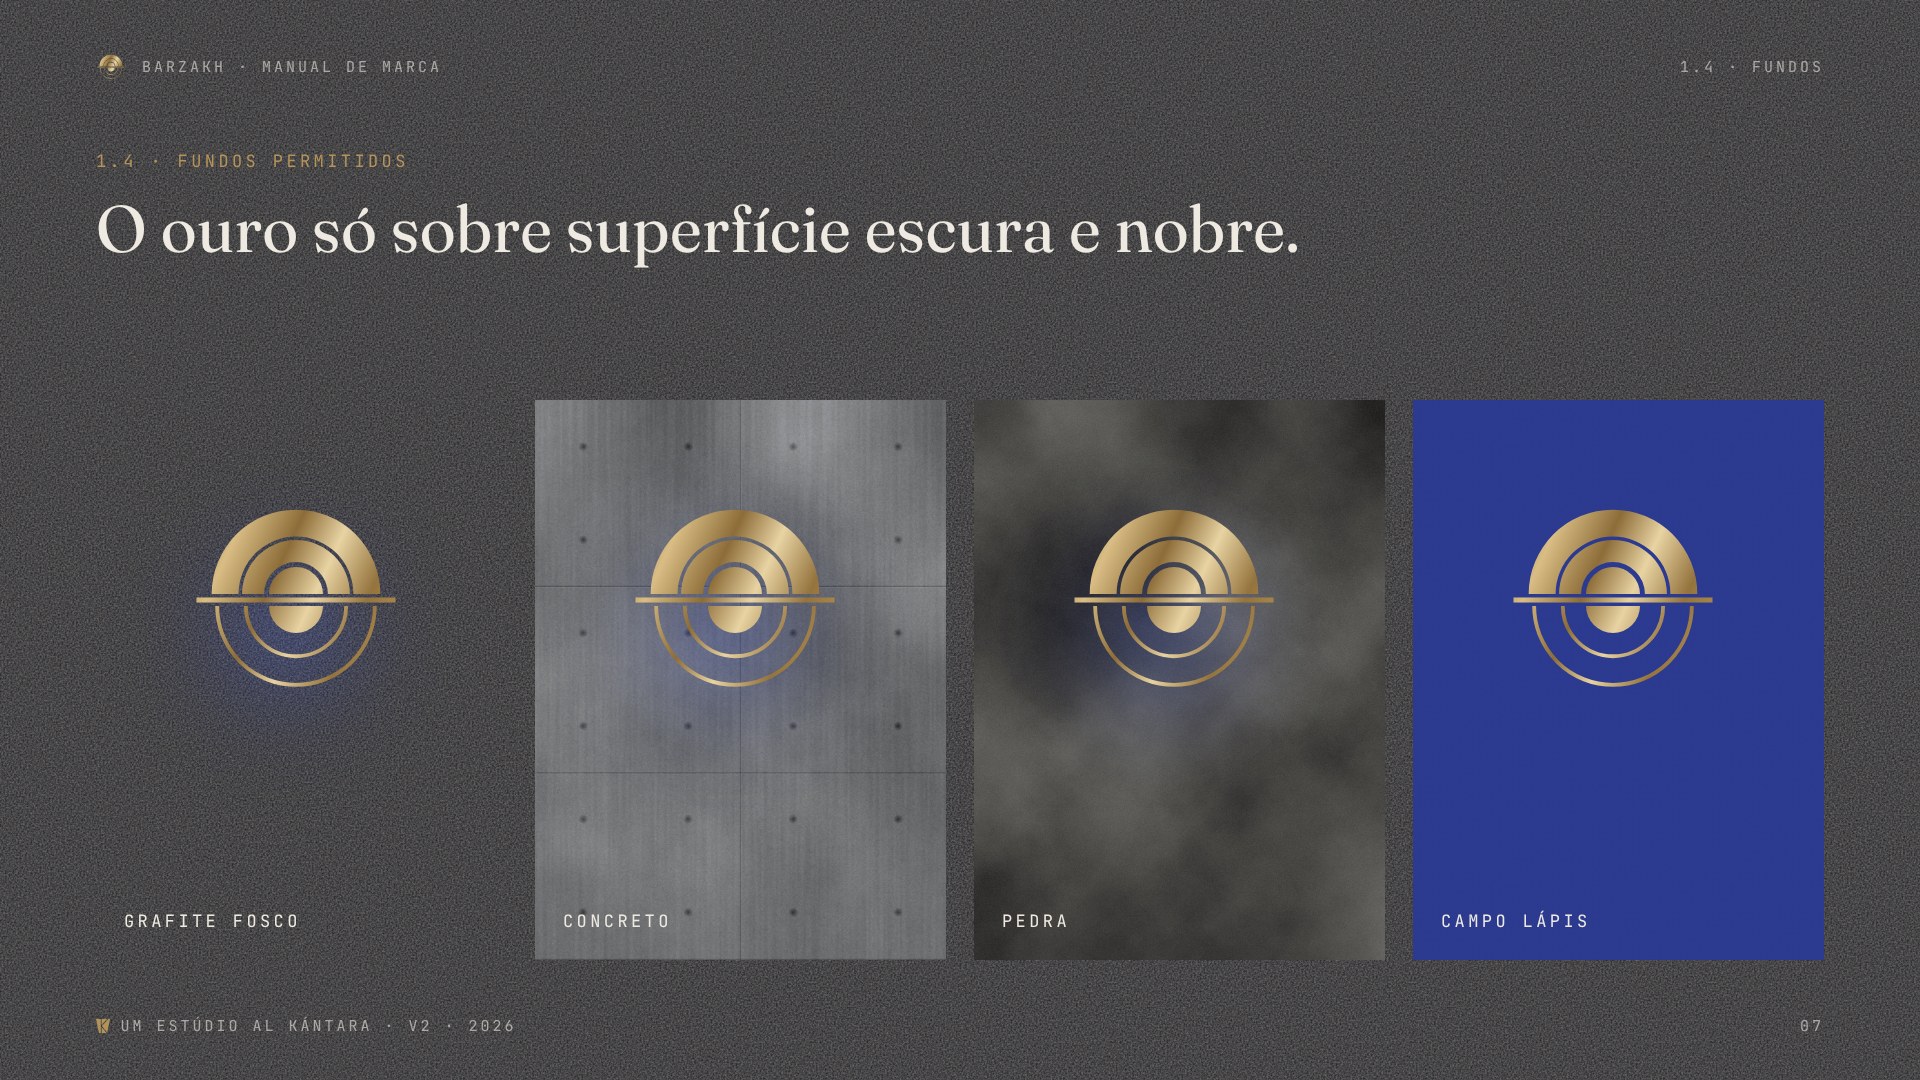 BARZAKH · MANUAL DE MARCA
1.4 · FUNDOS
1.4 · FUNDOS PERMITIDOS
O ouro só sobre superfície escura e nobre.
GRAFITE FOSCO
CONCRETO
PEDRA
CAMPO LÁPIS
K UM ESTÚDIO AL KÁNTARA · V2 · 2026
07